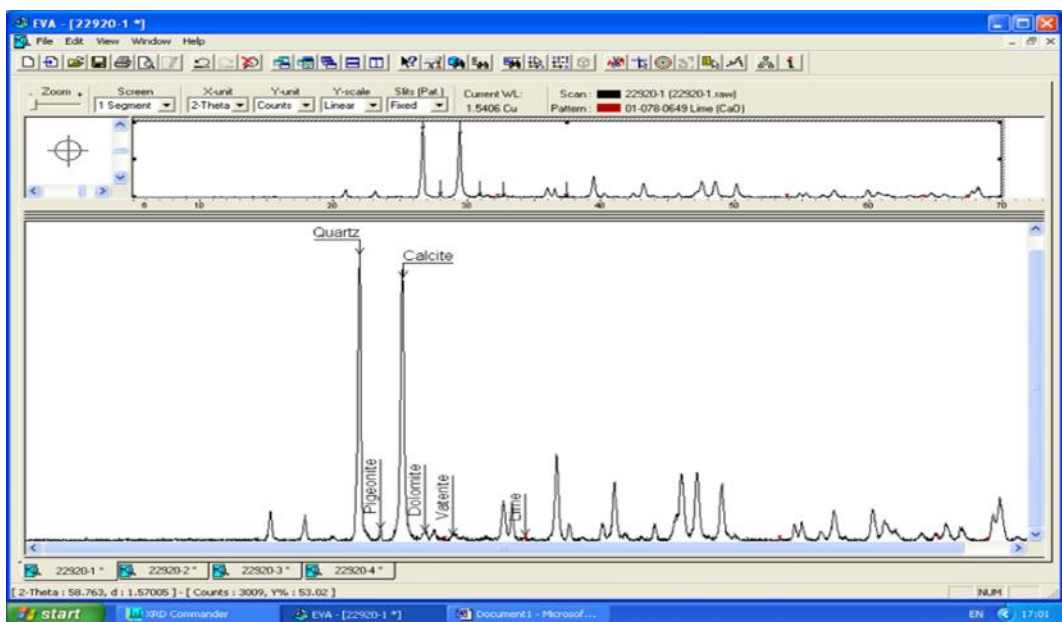 EVA - [22920-1 *]
File Edit View Window Help
- Zoom + Screen X-unit Y-unit Y-scale Slits (Pat.) Current WL: Scan : 22920-1 (22920-1.raw)
1 Segment 2-Theta Counts Linear Fixed 1.5406 Cu Pattern : 01-078-0649 Lime (CaO)
6 10 20 30 40 50 60 70
Quartz
Calcite
Pigeonite
Dolomite
Vaterite
Lime
22920-1 * 22920-2 * 22920-3 * 22920-4 *
[ 2-Theta : 58.763, d : 1.57005 ] - [ Counts : 3009, Y% : 53.02 ] NUM
start XRD Commander EVA - [22920-1 *] Document1 - Microsof... EN 17:01